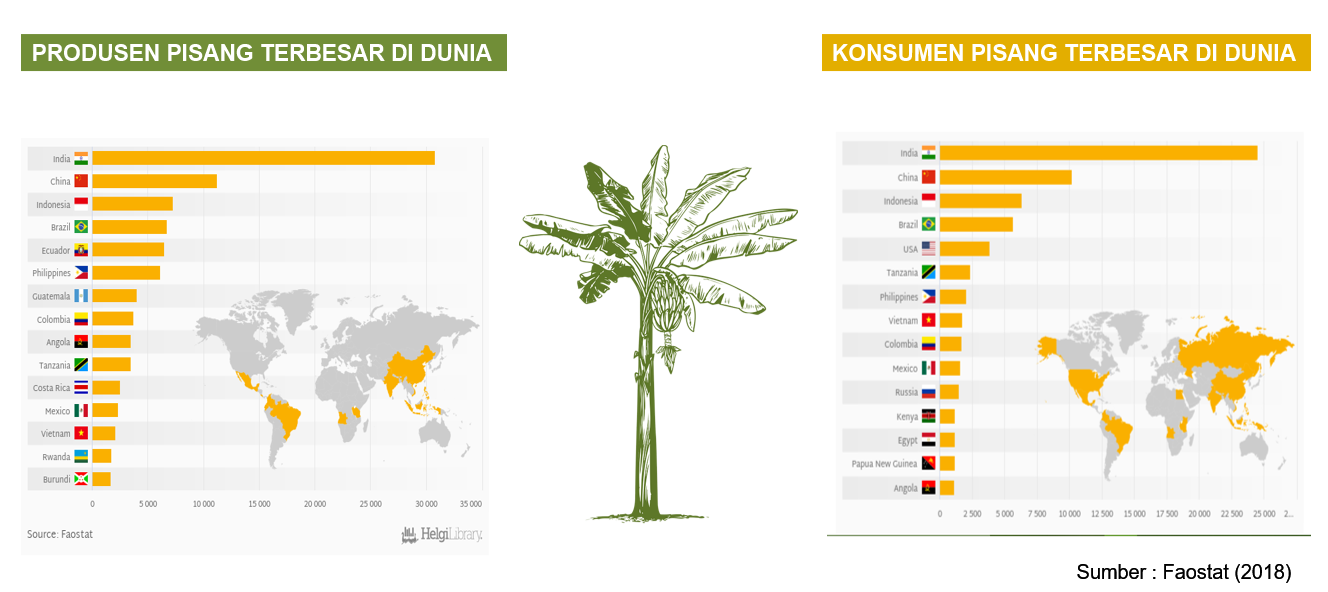 PRODUSEN PISANG TERBESAR DI DUNIA
KONSUMEN PISANG TERBESAR DI DUNIA
India
China
Indonesia
Brazil
Ecuador
Philippines
Guatemala
Colombia
Angola
Tanzania
Costa Rica
Mexico
Vietnam
Rwanda
Burundi
0 5 000 10 000 15 000 20 000 25 000 30 000 35 000
Source: Faostat
HelgiLibrary.
India
China
Indonesia
Brazil
USA
Tanzania
Philippines
Vietnam
Colombia
Mexico
Russia
Kenya
Egypt
Papua New Guinea
Angola
0 2 500 5 000 7 500 10 000 12 500 15 000 17 500 20 000 22 500 25 000 2...
Sumber : Faostat (2018)